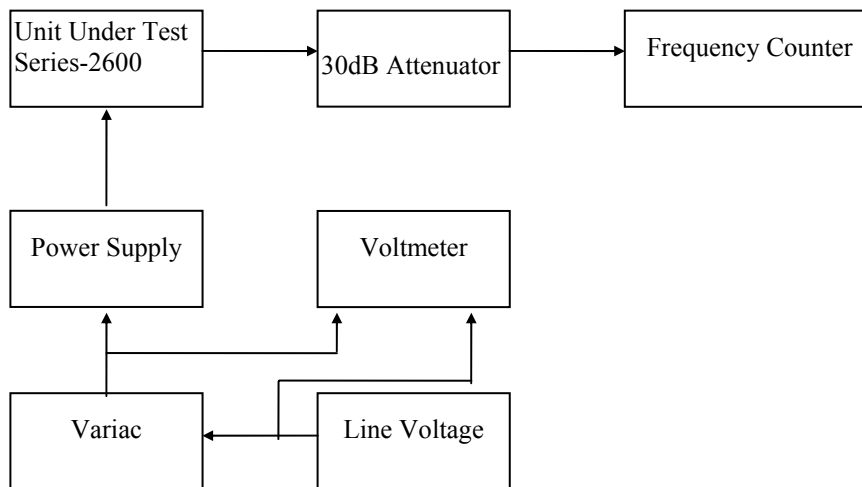 Unit Under Test
Series-2600
30dB Attenuator
Frequency Counter
Power Supply
Voltmeter
Variac
Line Voltage